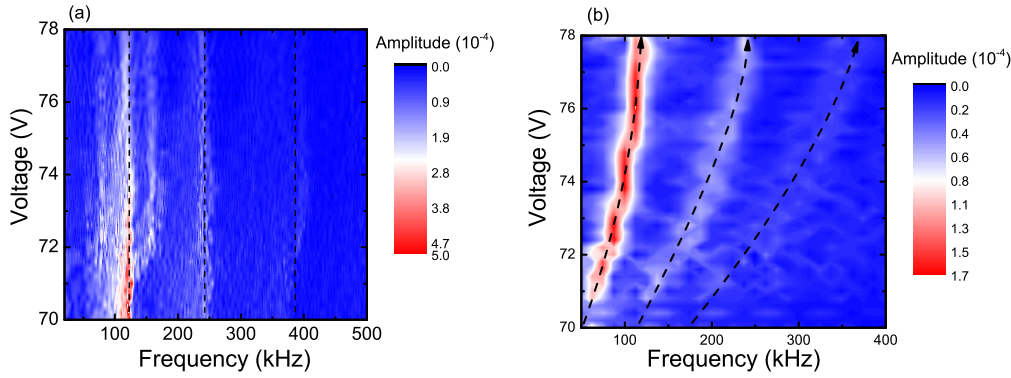 (a)
78
76
74
72
70
Voltage (V)
100 200 300 400 500
Frequency (kHz)
Amplitude (10-4)
0.0
0.9
1.9
2.8
3.8
4.7
5.0
(b)
78
76
74
72
70
Voltage (V)
100 200 300 400
Frequency (kHz)
Amplitude (10-4)
0.0
0.2
0.4
0.6
0.8
1.1
1.3
1.5
1.7